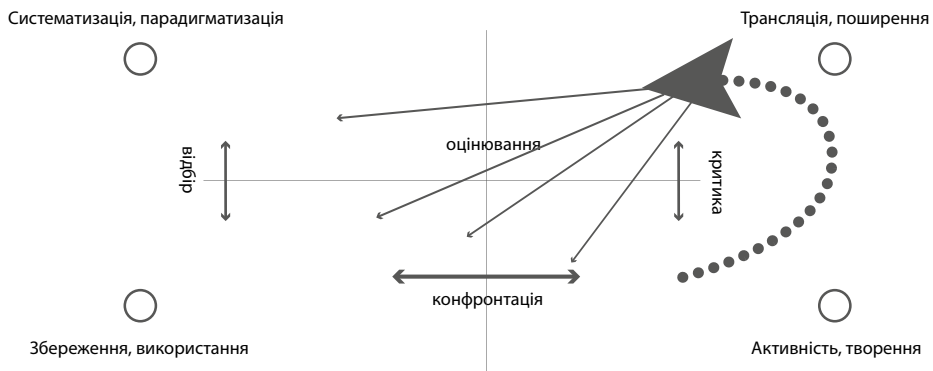 Систематизація, парадигматизація
Трансляція, поширення
оцінювання
відбір
критика
конфронтація
Збереження, використання
Активність, творення